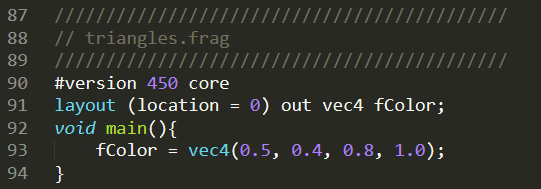 87 ////////////////////////////////////////////
88 // triangles.frag
89 ////////////////////////////////////////////
90 #version 450 core
91 layout (location = 0) out vec4 fColor;
92 void main(){
93     fColor = vec4(0.5, 0.4, 0.8, 1.0);
94 }